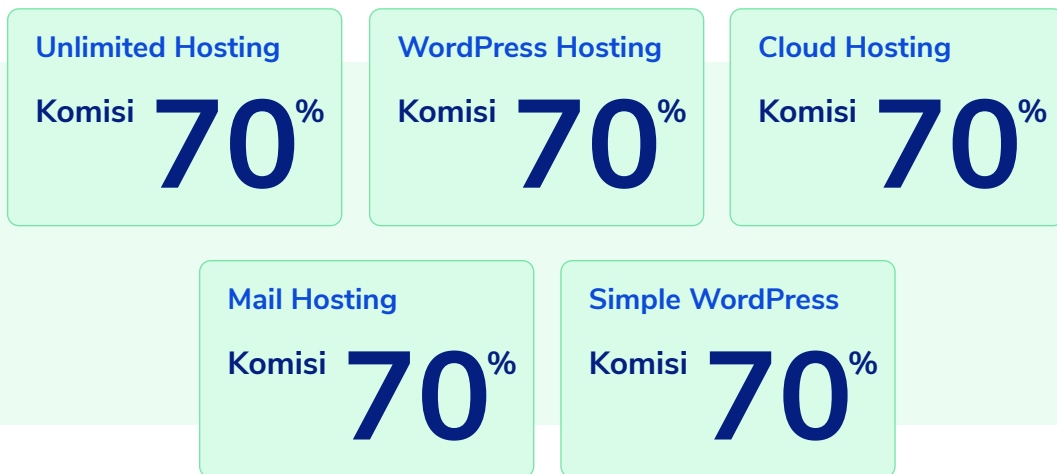 Unlimited Hosting
Komisi 70%
WordPress Hosting
Komisi 70%
Cloud Hosting
Komisi 70%
Mail Hosting
Komisi 70%
Simple WordPress
Komisi 70%